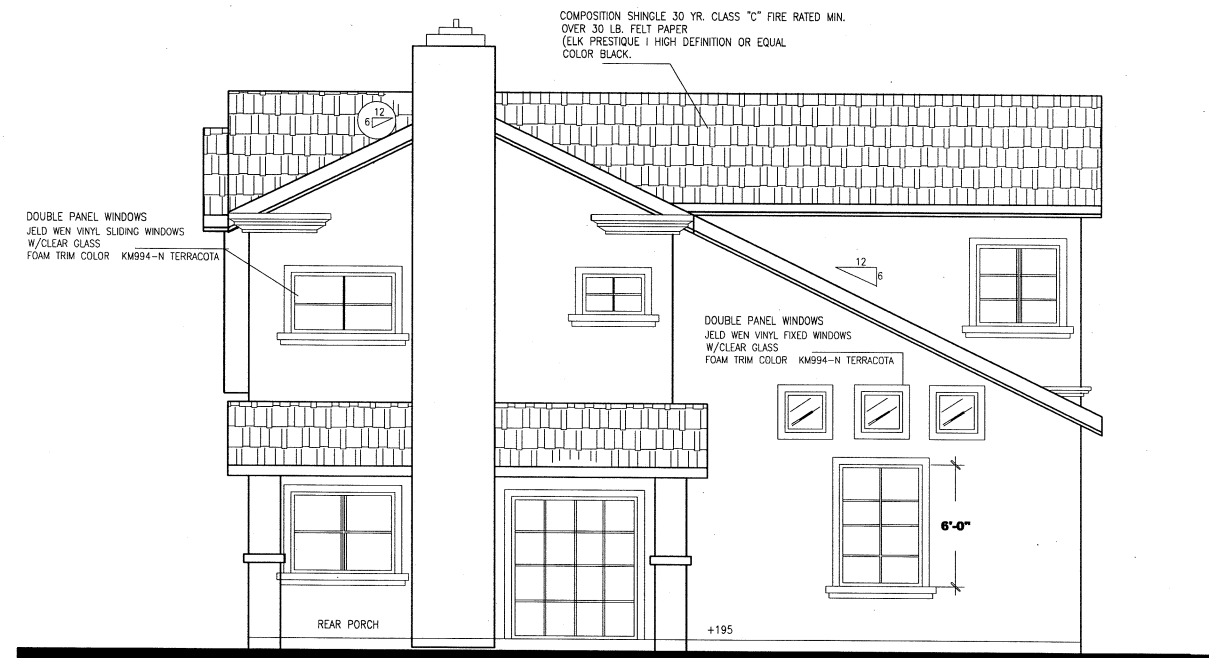 COMPOSITION SHINGLE 30 YR. CLASS "C" FIRE RATED MIN.
OVER 30 LB. FELT PAPER
(ELK PRESTIQUE I HIGH DEFINITION OR EQUAL
COLOR BLACK.
12
6
DOUBLE PANEL WINDOWS
JELD WEN VINYL SLIDING WINDOWS
W/CLEAR GLASS
FOAM TRIM COLOR KM994-N TERRACOTA
12
6
DOUBLE PANEL WINDOWS
JELD WEN VINYL FIXED WINDOWS
W/CLEAR GLASS
FOAM TRIM COLOR KM994-N TERRACOTA
6'-0"
REAR PORCH
+195